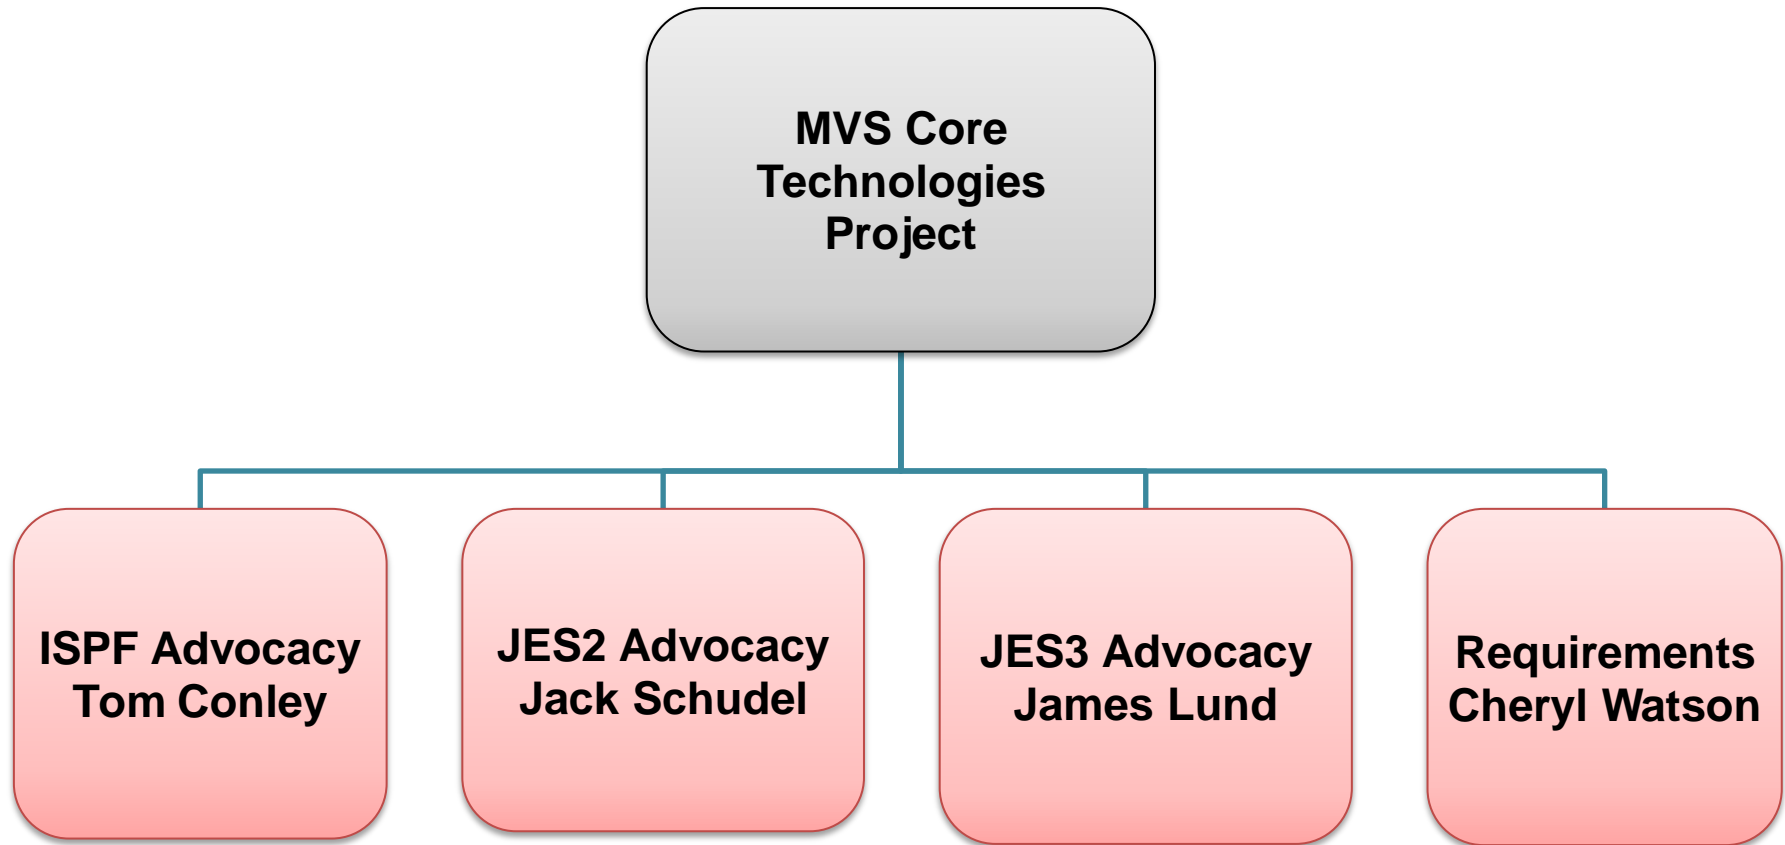 MVS Core
Technologies
Project
ISPF Advocacy
Tom Conley
JES2 Advocacy
Jack Schudel
JES3 Advocacy
James Lund
Requirements
Cheryl Watson